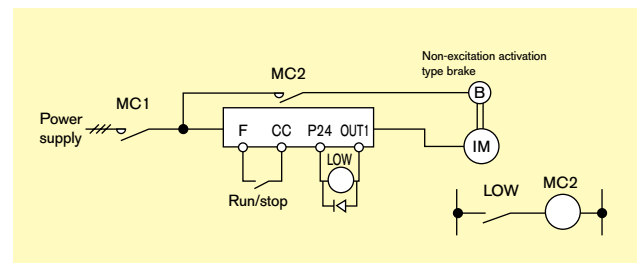 Non-excitation activation
type brake
MC2
B
MC1
Power
supply
F CC P24 OUT1
IM
LOW
Run/stop
LOW MC2